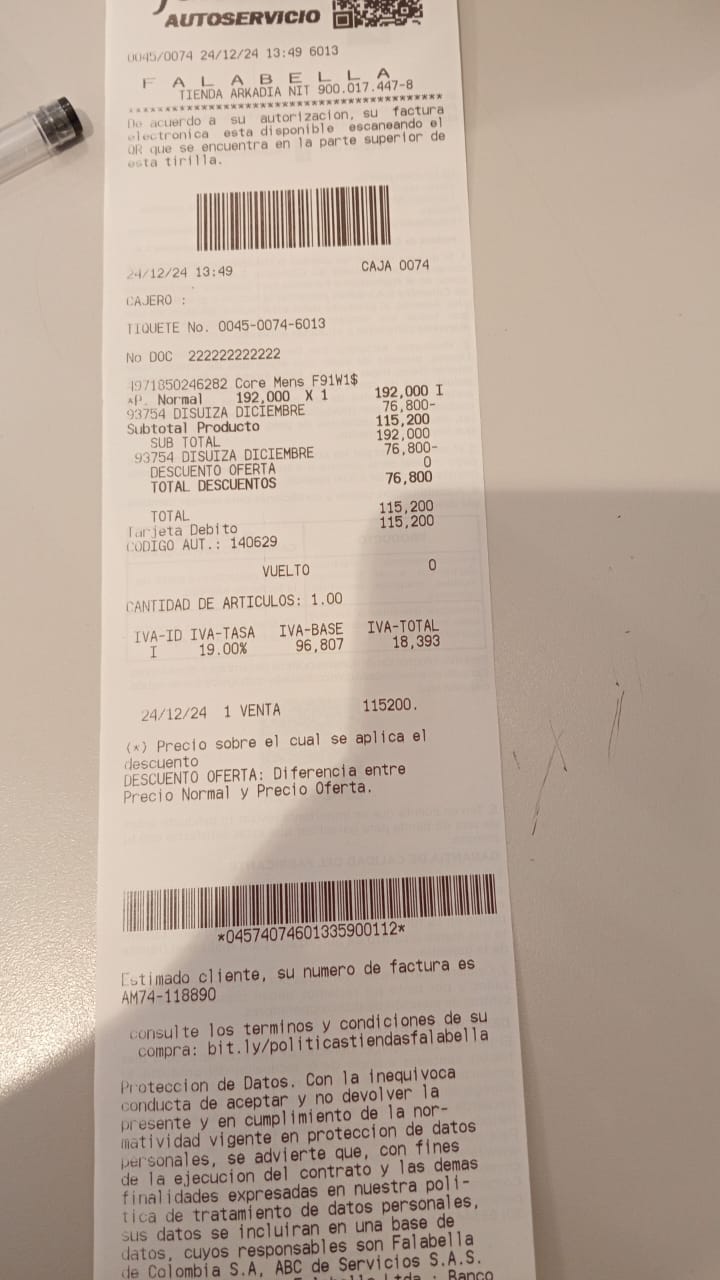 AUTOSERVICIO
0045/0074 24/12/24 13:49 6013
F A L A B E L L A
TIENDA ARKADIA NIT 900.017.447-8
****************************************
De acuerdo a su autorizacion, su factura
electronica esta disponible escaneando el
QR que se encuentra en la parte superior de
esta tirilla.
24/12/24 13:49 CAJA 0074
CAJERO :
TIQUETE No. 0045-0074-6013
No DOC 222222222222
4971850246282 Core Mens F91W1$
*P. Normal 192,000 X 1 192,000 I
93754 DISUIZA DICIEMBRE 76,800-
Subtotal Producto 115,200
SUB TOTAL 192,000
93754 DISUIZA DICIEMBRE 76,800-
DESCUENTO OFERTA 0
TOTAL DESCUENTOS 76,800
TOTAL 115,200
Tarjeta Debito 115,200
CODIGO AUT.: 140629
VUELTO 0
CANTIDAD DE ARTICULOS: 1.00
IVA-ID IVA-TASA IVA-BASE IVA-TOTAL
I 19.00% 96,807 18,393
24/12/24 1 VENTA 115200.
(*) Precio sobre el cual se aplica el
descuento
DESCUENTO OFERTA: Diferencia entre
Precio Normal y Precio Oferta.
*04574074601335900112*
Estimado cliente, su numero de factura es
AM74-118890
consulte los terminos y condiciones de su
compra: bit.ly/politicastiendasfalabella
Proteccion de Datos. Con la inequivoca
conducta de aceptar y no devolver la
presente y en cumplimiento de la nor-
matividad vigente en proteccion de datos
personales, se advierte que, con fines
de la ejecucion del contrato y las demas
finalidades expresadas en nuestra poli-
tica de tratamiento de datos personales,
sus datos se incluiran en una base de
datos, cuyos responsables son Falabella
de Colombia S.A, ABC de Servicios S.A.S.
Ltda., Banco